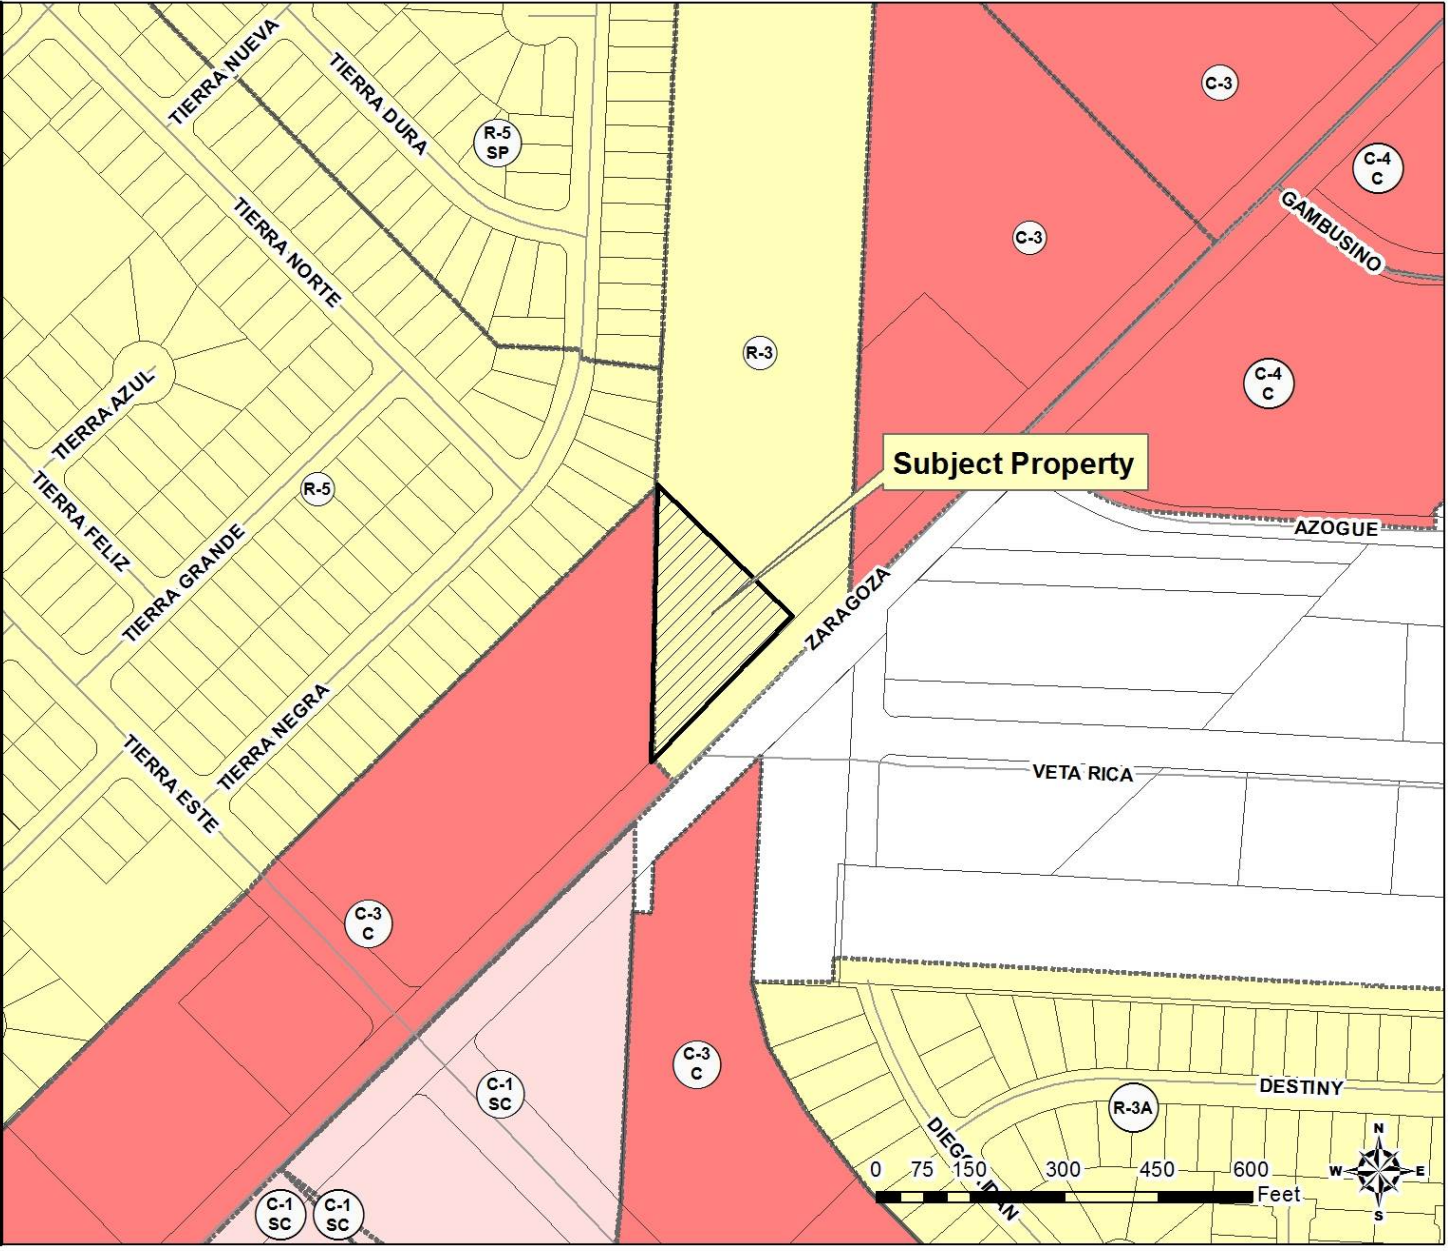 TIERRA NUEVA
TIERRA DURA
R-5
SP
C-3
C-4
C
GAMBUSINO
TIERRA NORTE
C-3
R-3
C-4
C
TIERRA AZUL
Subject Property
R-5
TIERRA FELIZ
TIERRA GRANDE
AZOGUE
ZARAGOZA
TIERRA NEGRA
TIERRA ESTE
VETA RICA
C-3
C
C-3
C
C-1
SC
DESTINY
R-3A
N
W
E
S
0 75 150 300 450 600
Feet
C-1
SC
C-1
SC